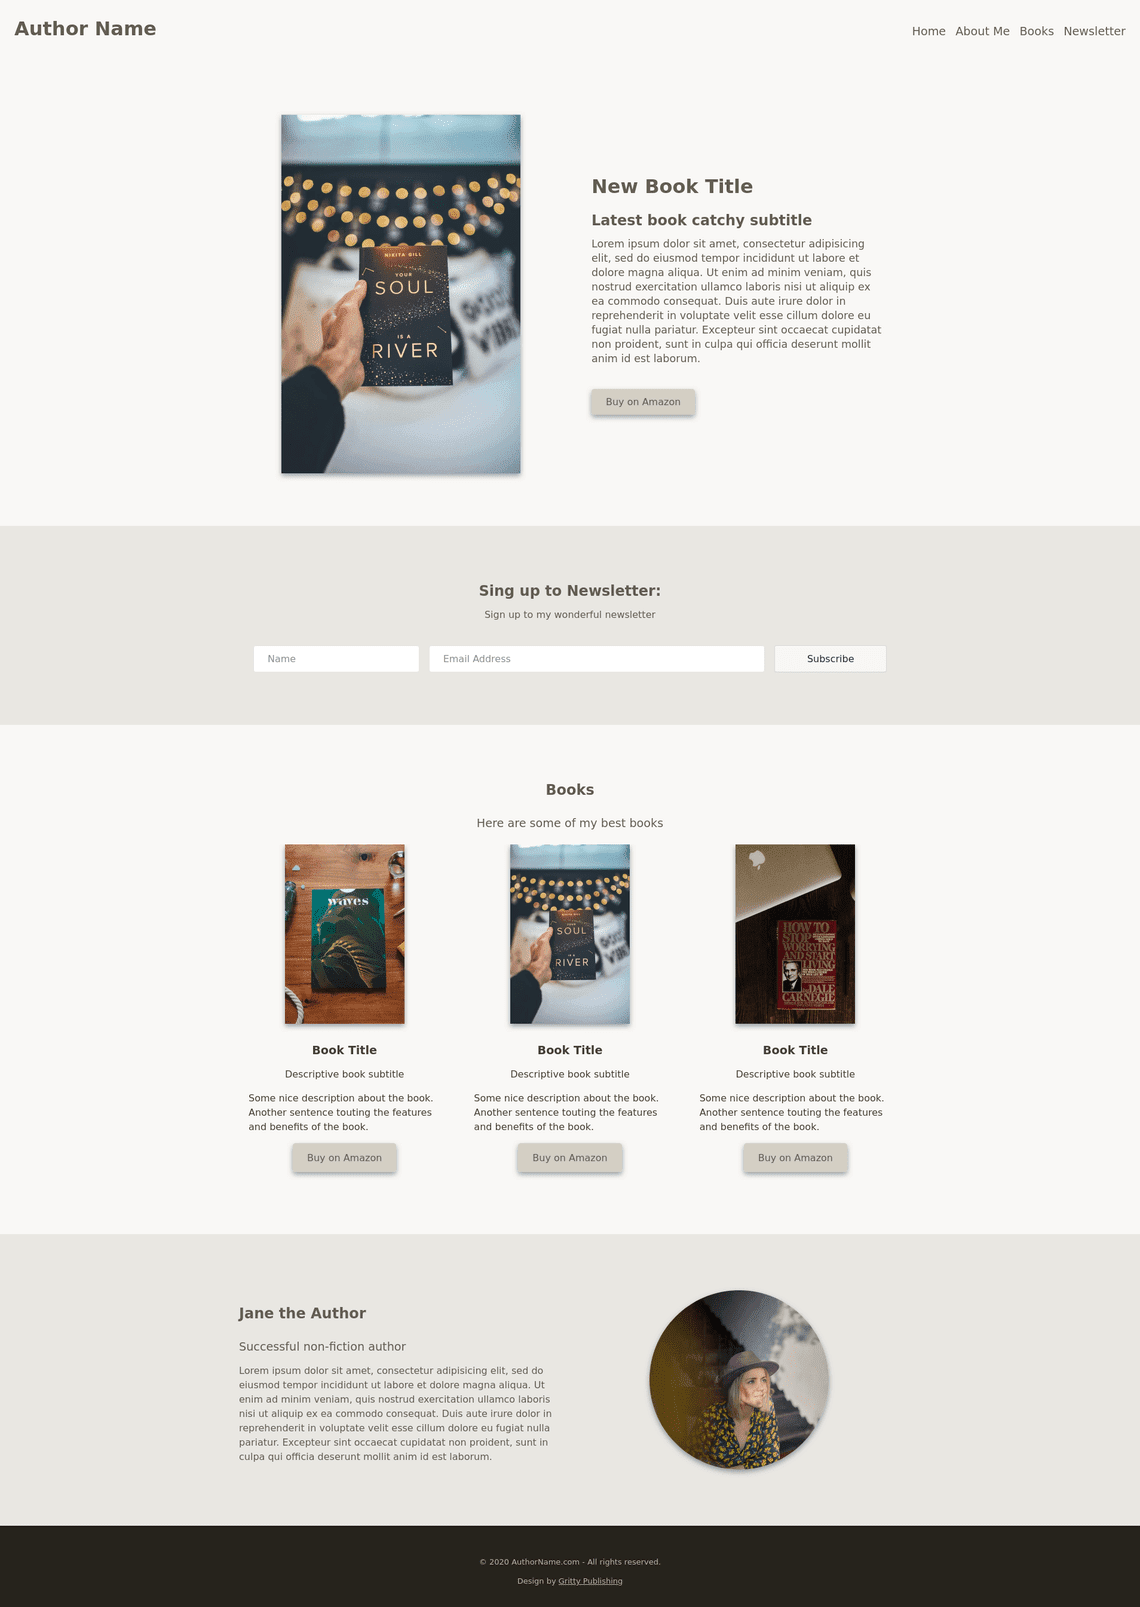 Author Name
Home About Me Books Newsletter
NIKITA GILL
YOUR
SOUL
IS A
RIVER
New Book Title
Latest book catchy subtitle
Lorem ipsum dolor sit amet, consectetur adipisicing
elit, sed do eiusmod tempor incididunt ut labore et
dolore magna aliqua. Ut enim ad minim veniam, quis
nostrud exercitation ullamco laboris nisi ut aliquip ex
ea commodo consequat. Duis aute irure dolor in
reprehenderit in voluptate velit esse cillum dolore eu
fugiat nulla pariatur. Excepteur sint occaecat cupidatat
non proident, sunt in culpa qui officia deserunt mollit
anim id est laborum.
Buy on Amazon
Sing up to Newsletter:
Sign up to my wonderful newsletter
Name
Email Address
Subscribe
Books
Here are some of my best books
waves
NIKITA GILL
YOUR
SOUL
IS A
RIVER
HOW TO
STOP
WORRYING
AND START
LIVING
DALE
CARNEGIE
Book Title
Descriptive book subtitle
Some nice description about the book.
Another sentence touting the features
and benefits of the book.
Buy on Amazon
Book Title
Descriptive book subtitle
Some nice description about the book.
Another sentence touting the features
and benefits of the book.
Buy on Amazon
Book Title
Descriptive book subtitle
Some nice description about the book.
Another sentence touting the features
and benefits of the book.
Buy on Amazon
Jane the Author
Successful non-fiction author
Lorem ipsum dolor sit amet, consectetur adipisicing elit, sed do
eiusmod tempor incididunt ut labore et dolore magna aliqua. Ut
enim ad minim veniam, quis nostrud exercitation ullamco laboris
nisi ut aliquip ex ea commodo consequat. Duis aute irure dolor in
reprehenderit in voluptate velit esse cillum dolore eu fugiat nulla
pariatur. Excepteur sint occaecat cupidatat non proident, sunt in
culpa qui officia deserunt mollit anim id est laborum.
© 2020 AuthorName.com - All rights reserved.
Design by Gritty Publishing